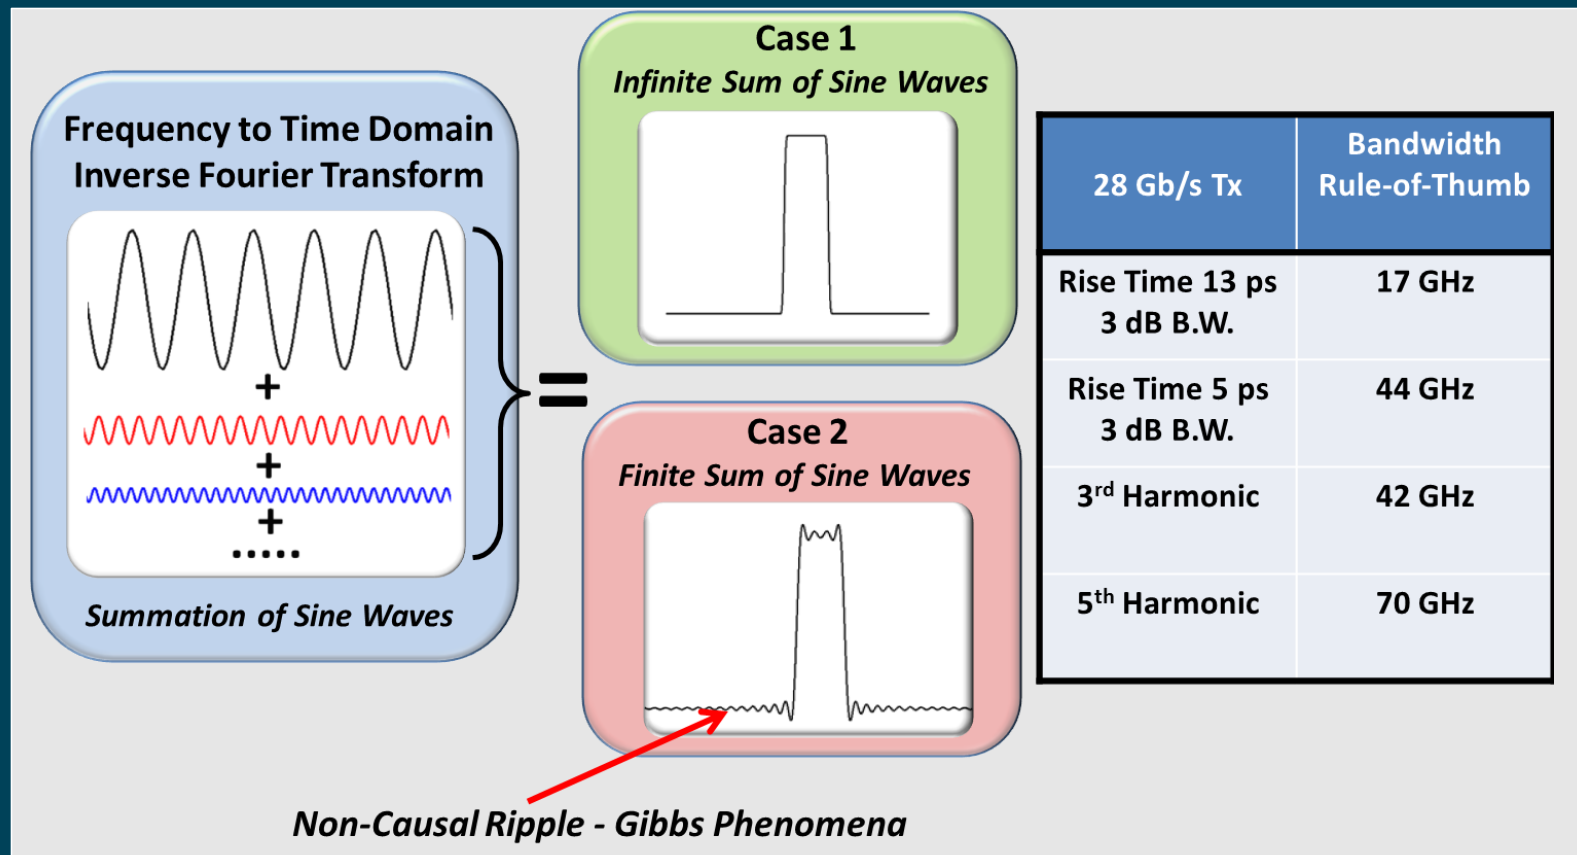 Frequency to Time Domain
Inverse Fourier Transform
+
+
+
.....
Summation of Sine Waves
=
Case 1
Infinite Sum of Sine Waves
Case 2
Finite Sum of Sine Waves
Non-Causal Ripple - Gibbs Phenomena
28 Gb/s Tx
Bandwidth
Rule-of-Thumb
Rise Time 13 ps
3 dB B.W.
17 GHz
Rise Time 5 ps
3 dB B.W.
44 GHz
3rd Harmonic
42 GHz
5th Harmonic
70 GHz